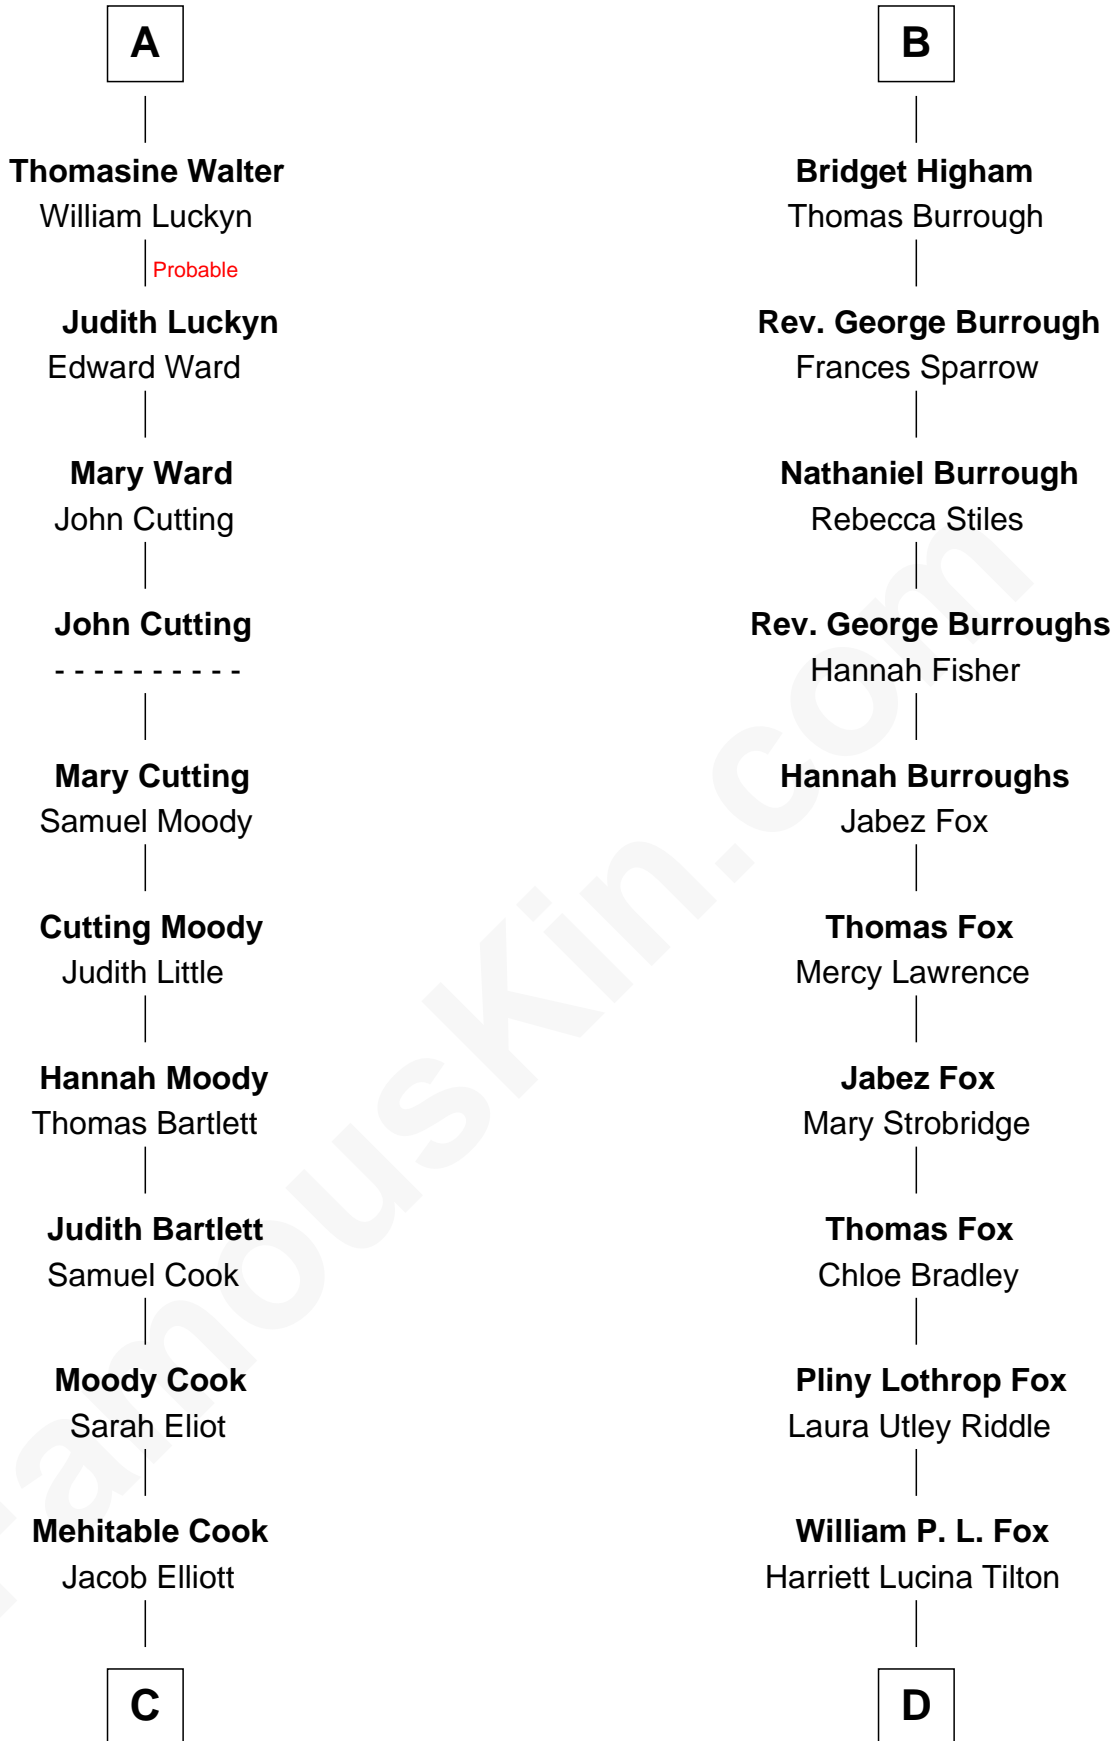 A
Thomasine Walter
William Luckyn
Probable
Judith Luckyn
Edward Ward
Mary Ward
John Cutting
John Cutting
- - - - - - - - - -
Mary Cutting
Samuel Moody
Cutting Moody
Judith Little
Hannah Moody
Thomas Bartlett
Judith Bartlett
Samuel Cook
Moody Cook
Sarah Eliot
Mehitable Cook
Jacob Elliott
C
B
Bridget Higham
Thomas Burrough
Rev. George Burrough
Frances Sparrow
Nathaniel Burrough
Rebecca Stiles
Rev. George Burroughs
Hannah Fisher
Hannah Burroughs
Jabez Fox
Thomas Fox
Mercy Lawrence
Jabez Fox
Mary Strobridge
Thomas Fox
Chloe Bradley
Pliny Lothrop Fox
Laura Utley Riddle
William P. L. Fox
Harriett Lucina Tilton
D
FamousKin.com